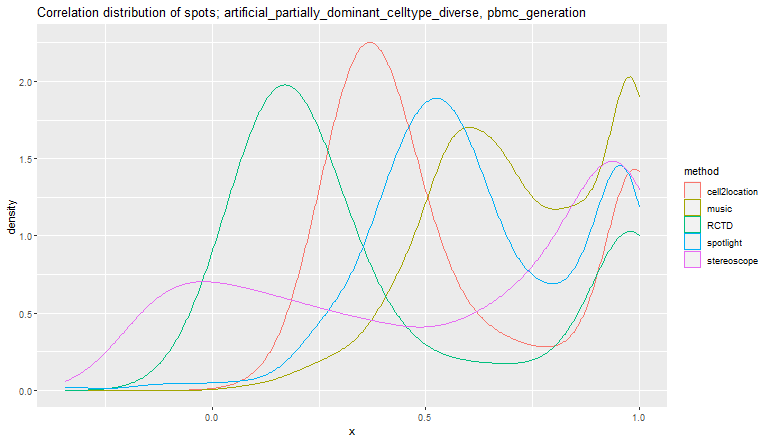 Correlation distribution of spots; artificial_partially_dominant_celltype_diverse, pbmc_generation
2.0
1.5
1.0
0.5
0.0
density
0.0
0.5
1.0
x
method
cell2location
music
RCTD
spotlight
stereoscope